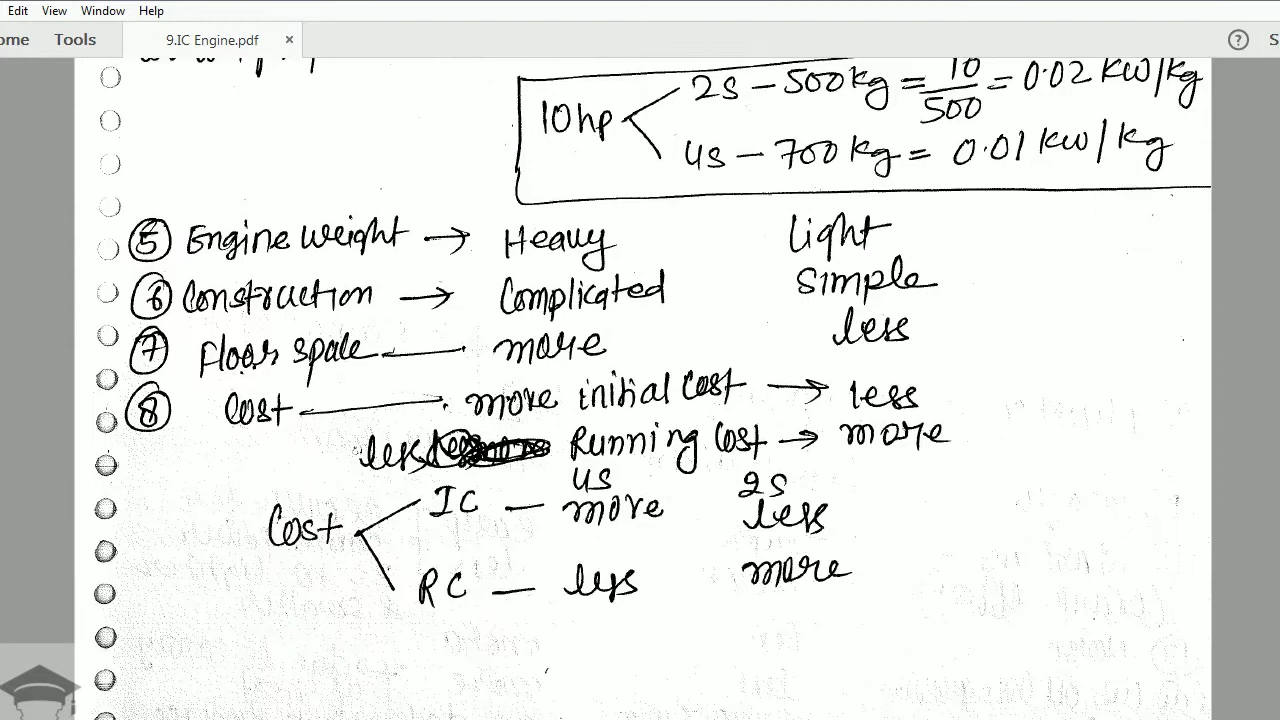 Edit View Window Help
ome Tools 9.IC Engine.pdf × ? S
10hp
2s - 500kg = 10/500 = 0.02 kw/kg
4s - 700 kg = 0.01 kw/kg
⑤ Engine weight → Heavy Light
⑥ Construction → Complicated Simple
⑦ Floor space — more less
⑧ Cost — more initial cost → less
less Running Cost → more
4s 2s
Cost
IC — more less
RC — less more